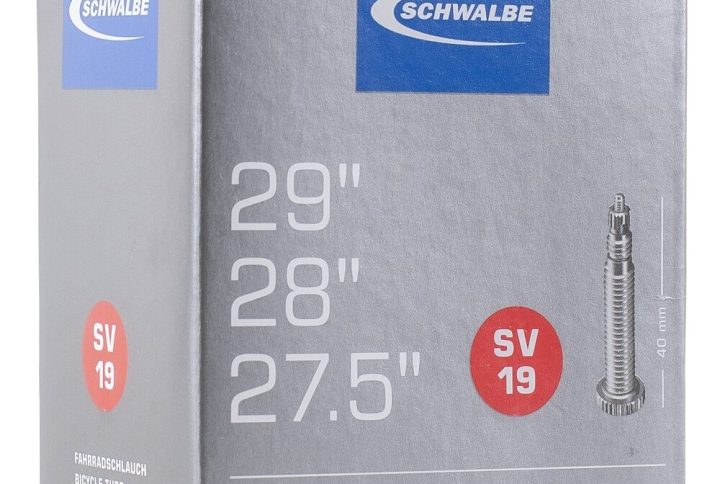 SCHWALBE
SV
19
FAHRRADSCHLAUCH
SCHWALBE
29"
28"
27.5"
SV
19
40 mm